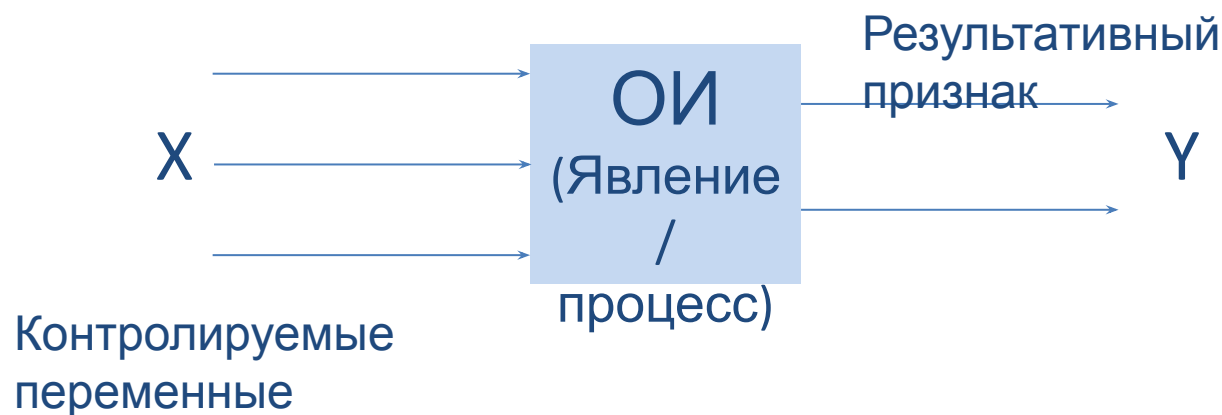 Результативный
признак
X
ОИ
(Явление
/
процесс)
Y
Контролируемые
переменные